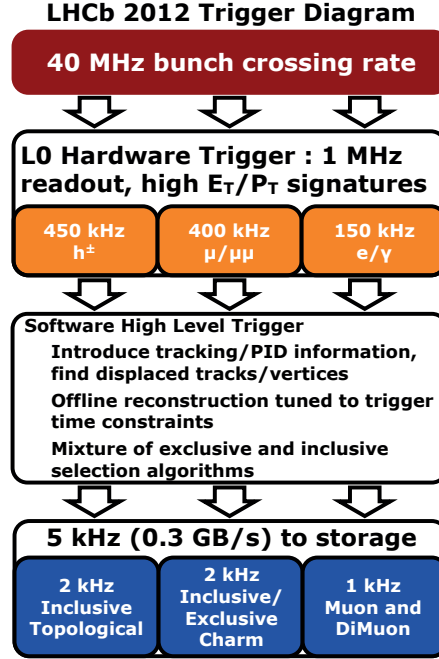 LHCb 2012 Trigger Diagram
40 MHz bunch crossing rate
L0 Hardware Trigger : 1 MHz
readout, high E_T/P_T signatures
450 kHz
h±
400 kHz
μ/μμ
150 kHz
e/γ
Software High Level Trigger
Introduce tracking/PID information,
find displaced tracks/vertices
Offline reconstruction tuned to trigger
time constraints
Mixture of exclusive and inclusive
selection algorithms
5 kHz (0.3 GB/s) to storage
2 kHz
Inclusive
Topological
2 kHz
Inclusive/
Exclusive
Charm
1 kHz
Muon and
DiMuon